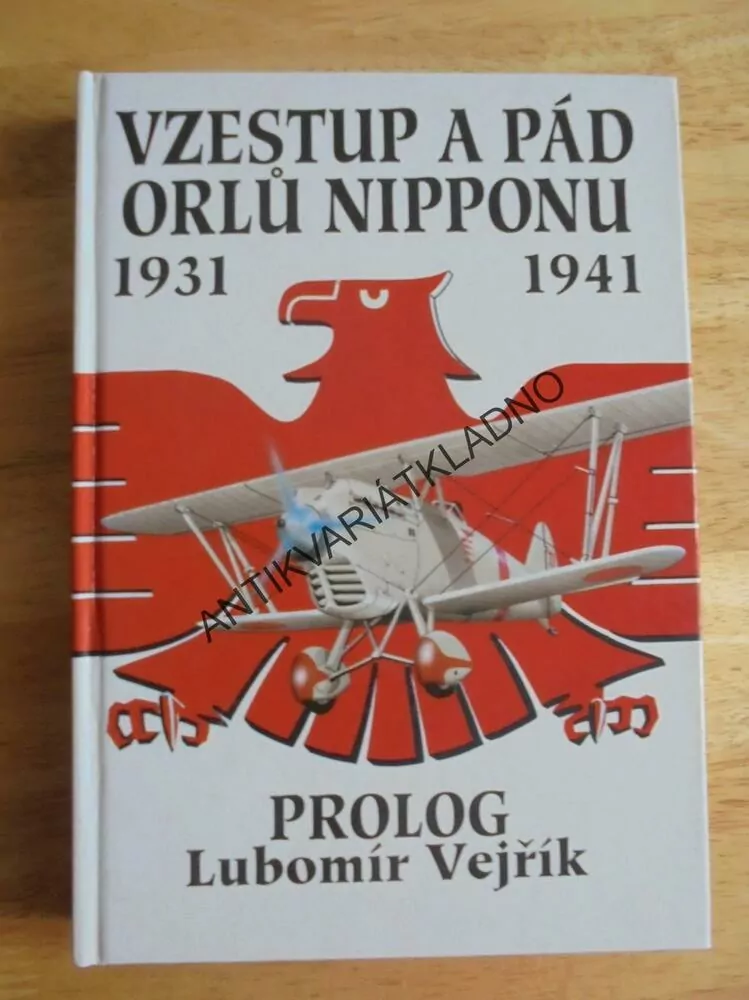 VZESTUP A PÁD
ORLŮ NIPPONU
1931 1941
ANTIKVARIÁTKLADNO
PROLOG
Lubomír Vejřík